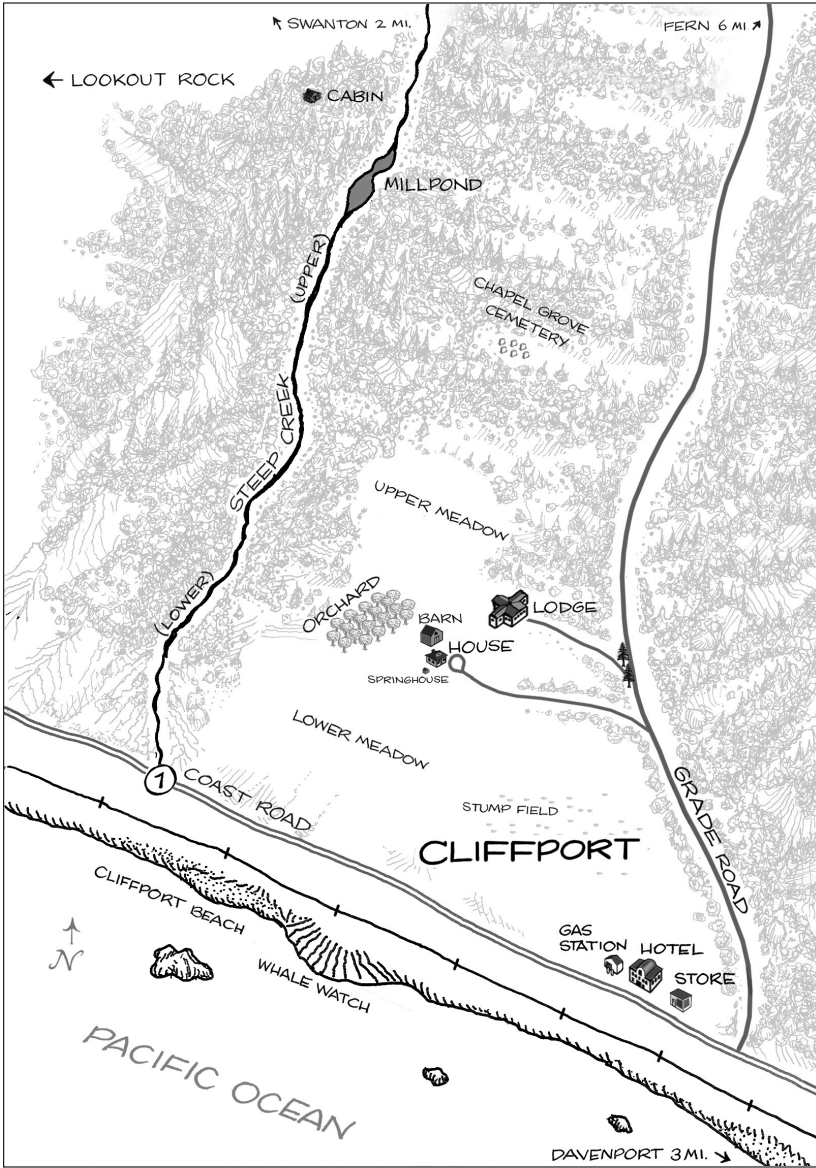 SWANTON 2 MI.
FERN 6 MI
LOOKOUT ROCK
CABIN
MILLPOND
(UPPER)
CHAPEL GROVE
CEMETERY
STEEP CREEK
UPPER MEADOW
(LOWER)
ORCHARD
LODGE
BARN
HOUSE
SPRINGHOUSE
LOWER MEADOW
1
COAST ROAD
GRADE ROAD
STUMP FIELD
CLIFFPORT
CLIFFPORT BEACH
GAS
STATION
HOTEL
STORE
N
WHALE WATCH
PACIFIC OCEAN
DAVENPORT 3 MI.